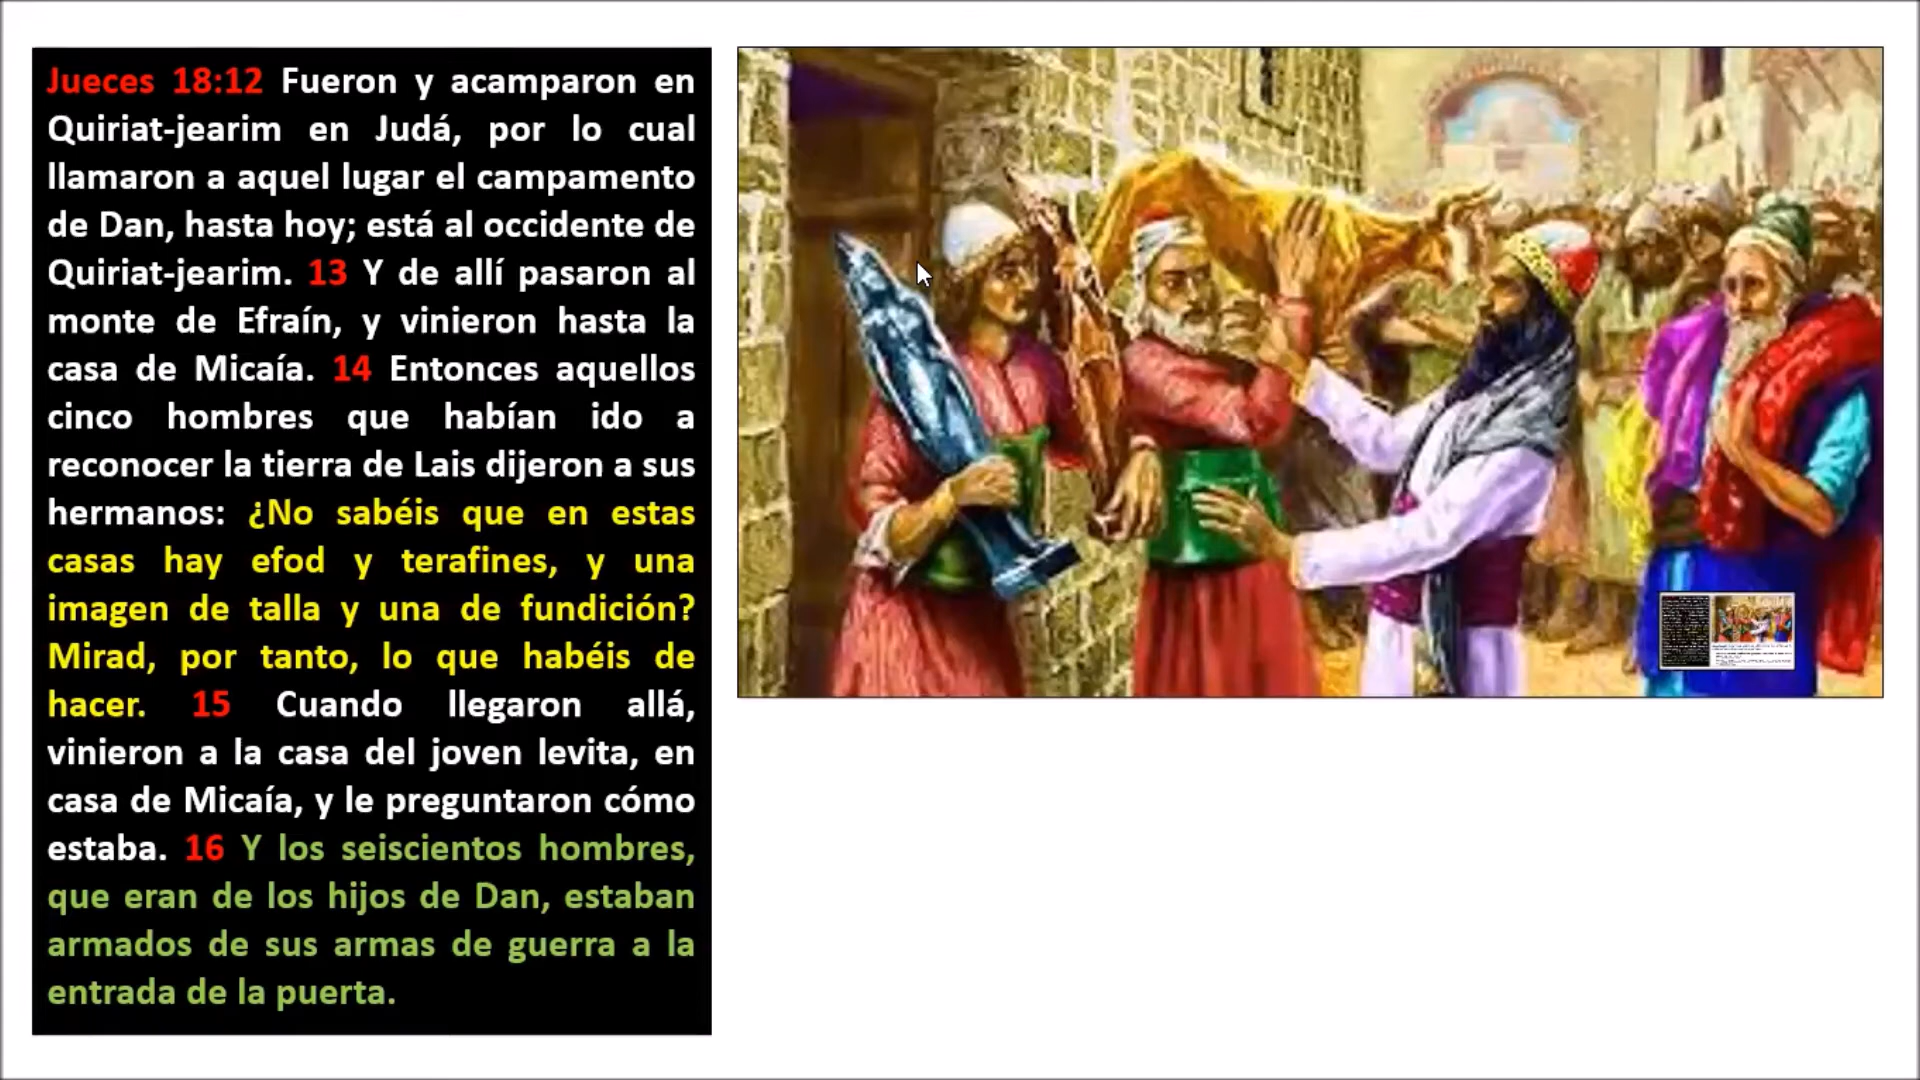 Jueces 18:12 Fueron y acamparon en
Quiriat-jearim en Judá, por lo cual
llamaron a aquel lugar el campamento
de Dan, hasta hoy; está al occidente de
Quiriat-jearim. 13 Y de allí pasaron al
monte de Efraín, y vinieron hasta la
casa de Micaía. 14 Entonces aquellos
cinco hombres que habían ido a
reconocer la tierra de Lais dijeron a sus
hermanos: ¿No sabéis que en estas
casas hay efod y terafines, y una
imagen de talla y una de fundición?
Mirad, por tanto, lo que habéis de
hacer. 15 Cuando llegaron allá,
vinieron a la casa del joven levita, en
casa de Micaía, y le preguntaron cómo
estaba. 16 Y los seiscientos hombres,
que eran de los hijos de Dan, estaban
armados de sus armas de guerra a la
entrada de la puerta.